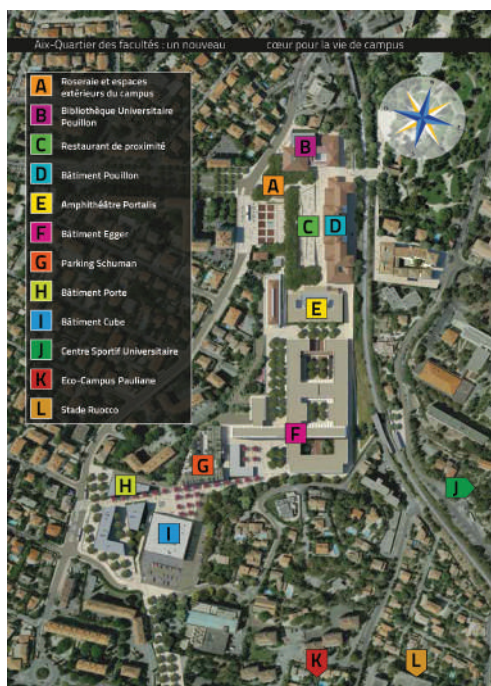 Aix-Quartier des facultés : un nouveau cœur pour la vie de campus
A Roseraie et espaces
extérieurs du campus
B Bibliothèque Universitaire
Pouillon
C Restaurant de proximité
D Bâtiment Pouillon
E Amphithéâtre Portalis
F Bâtiment Egger
G Parking Schuman
H Bâtiment Porte
I Bâtiment Cube
J Centre Sportif Universitaire
K Eco-Campus Pauliane
L Stade Ruocco
B
A
C D
E
F
G
H
J
I
K L